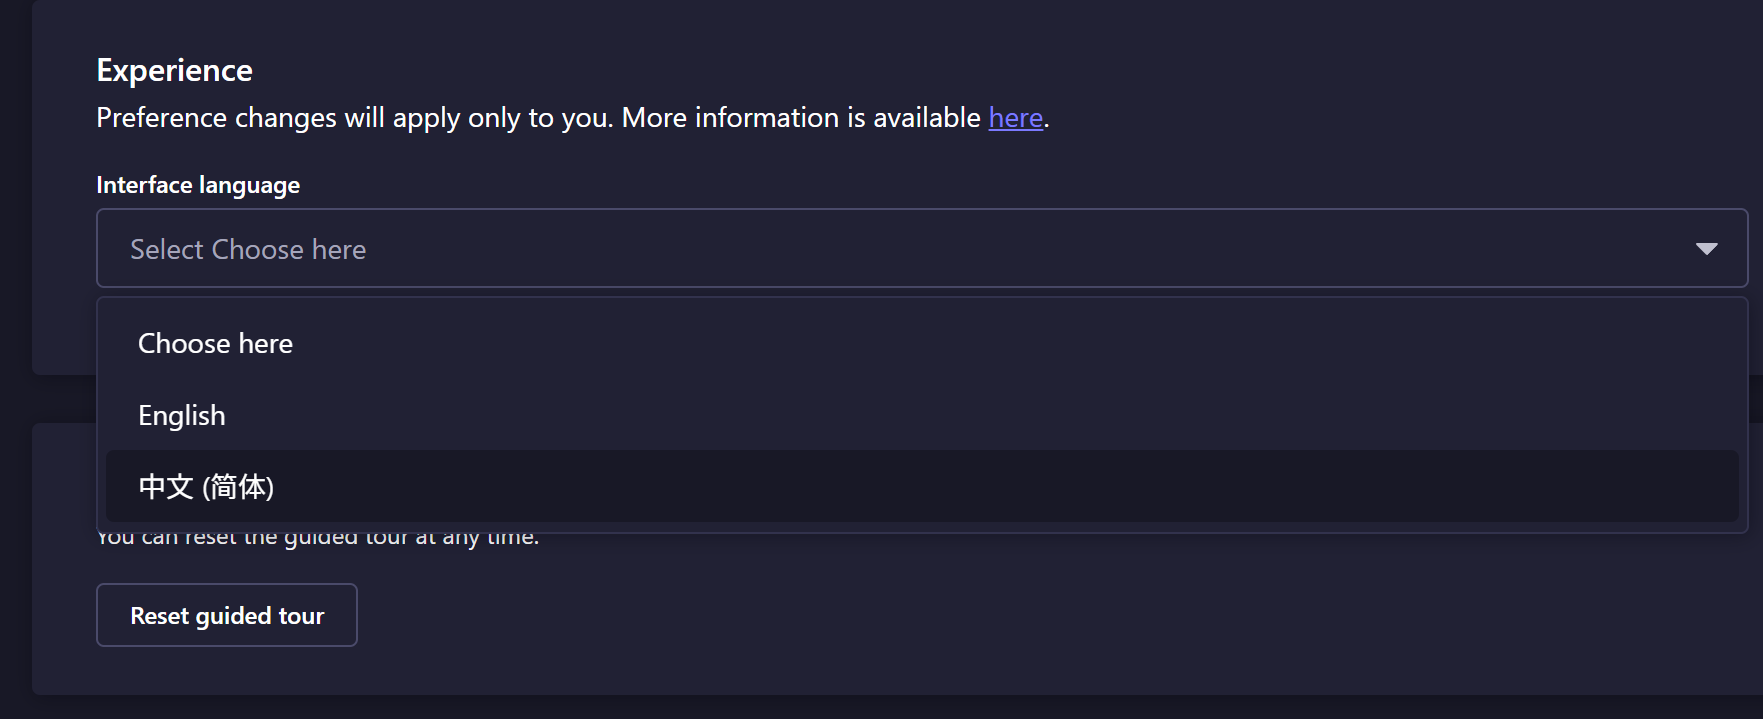 Experience
Preference changes will apply only to you. More information is available here.
Interface language
Select Choose here
Choose here
English
中文 (简体)
You can reset the guided tour at any time.
Reset guided tour